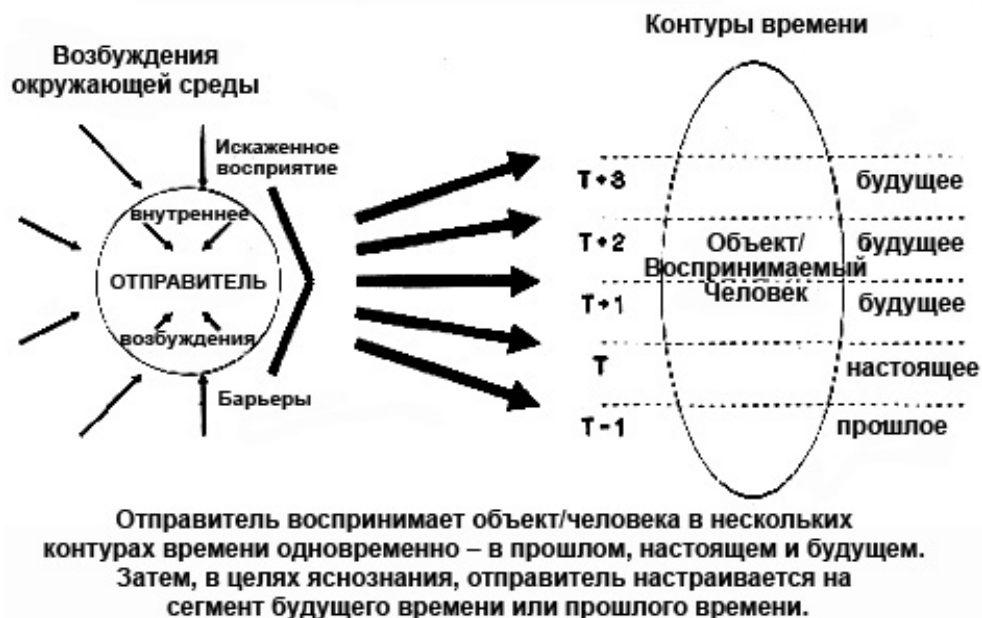 Контуры времени
Возбуждения
окружающей среды
Искаженное
восприятие
внутреннее
ОТПРАВИТЕЛЬ
возбуждения
Барьеры
T+3
будущее
T+2
Объект/
будущее
Воспринимаемый
Человек
T+1
будущее
T
настоящее
T-1
прошлое
Отправитель воспринимает объект/человека в нескольких
контурах времени одновременно – в прошлом, настоящем и будущем.
Затем, в целях яснознания, отправитель настраивается на
сегмент будущего времени или прошлого времени.